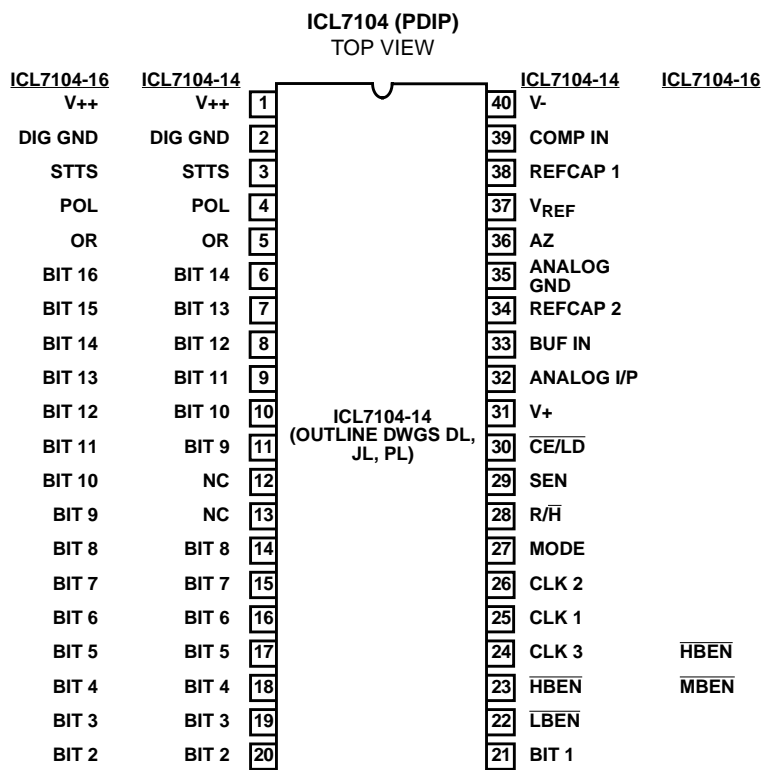 ICL7104 (PDIP)
TOP VIEW
ICL7104-16 ICL7104-14 ICL7104-14 ICL7104-16
V++ V++ 1 40 V-
DIG GND DIG GND 2 39 COMP IN
STTS STTS 3 38 REFCAP 1
POL POL 4 37 VREF
OR OR 5 36 AZ
BIT 16 BIT 14 6 35 ANALOG
GND
BIT 15 BIT 13 7 34 REFCAP 2
BIT 14 BIT 12 8 33 BUF IN
BIT 13 BIT 11 9 32 ANALOG I/P
BIT 12 BIT 10 10 31 V+
ICL7104-14
(OUTLINE DWGS DL,
JL, PL)
BIT 11 BIT 9 11 30 C̅E̅/̅L̅D̅
BIT 10 NC 12 29 SEN
BIT 9 NC 13 28 R/H̅
BIT 8 BIT 8 14 27 MODE
BIT 7 BIT 7 15 26 CLK 2
BIT 6 BIT 6 16 25 CLK 1
BIT 5 BIT 5 17 24 CLK 3 H̅B̅E̅N̅
BIT 4 BIT 4 18 23 H̅B̅E̅N̅ M̅B̅E̅N̅
BIT 3 BIT 3 19 22 L̅B̅E̅N̅
BIT 2 BIT 2 20 21 BIT 1